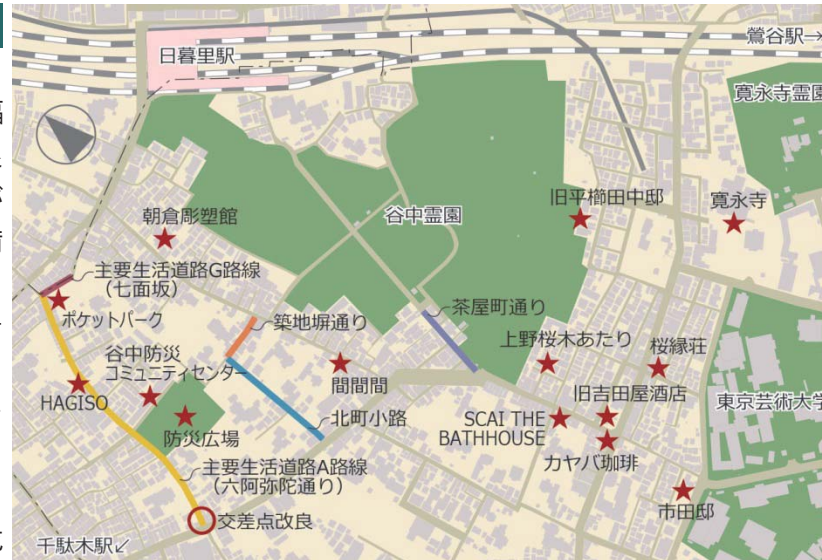 日暮里駅
鶯谷駅→
寛永寺霊園
旧平櫛田中邸
寛永寺
谷中霊園
朝倉彫塑館
主要生活道路G路線
(七面坂)
ポケットパーク
築地塀通り
茶屋町通り
谷中防災
コミュニティセンター
上野桜木あたり
桜縁荘
間間間
HAGISO
旧吉田屋酒店
東京芸術大学
防災広場
北町小路
SCAI THE
BATHHOUSE
カヤバ珈琲
主要生活道路A路線
(六阿弥陀通り)
市田邸
交差点改良
千駄木駅↙